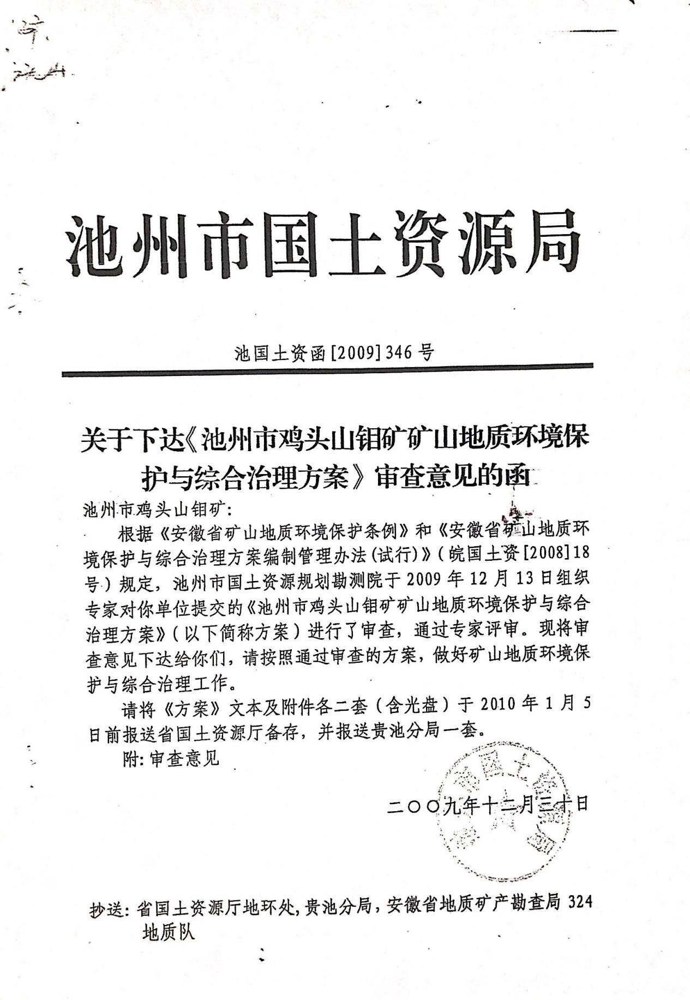 池州市国土资源局
池国土资函[2009]346号
关于下达《池州市鸡头山钼矿矿山地质环境保
护与综合治理方案》审查意见的函
池州市鸡头山钼矿:
根据《安徽省矿山地质环境保护条例》和《安徽省矿山地质环
境保护与综合治理方案编制管理办法(试行)》(皖国土资[2008]18
号)规定,池州市国土资源规划勘测院于2009年12月13日组织
专家对你单位提交的《池州市鸡头山钼矿矿山地质环境保护与综合
治理方案》(以下简称方案)进行了审查,通过专家评审。现将审
查意见下达给你们,请按照通过审查的方案,做好矿山地质环境保
护与综合治理工作。
请将《方案》文本及附件各二套(含光盘)于2010年1月5
日前报送省国土资源厅备存,并报送贵池分局一套。
附:审查意见
二〇〇九年十二月三十日
抄送:省国土资源厅地环处,贵池分局,安徽省地质矿产勘查局324
地质队